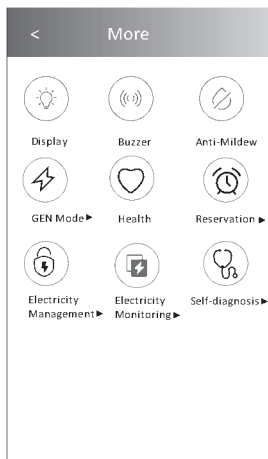 < More
Display Buzzer Anti-Mildew
GEN Mode▶ Health Reservation▶
Electricity Electricity Self-diagnosis▶
Management▶ Monitoring▶